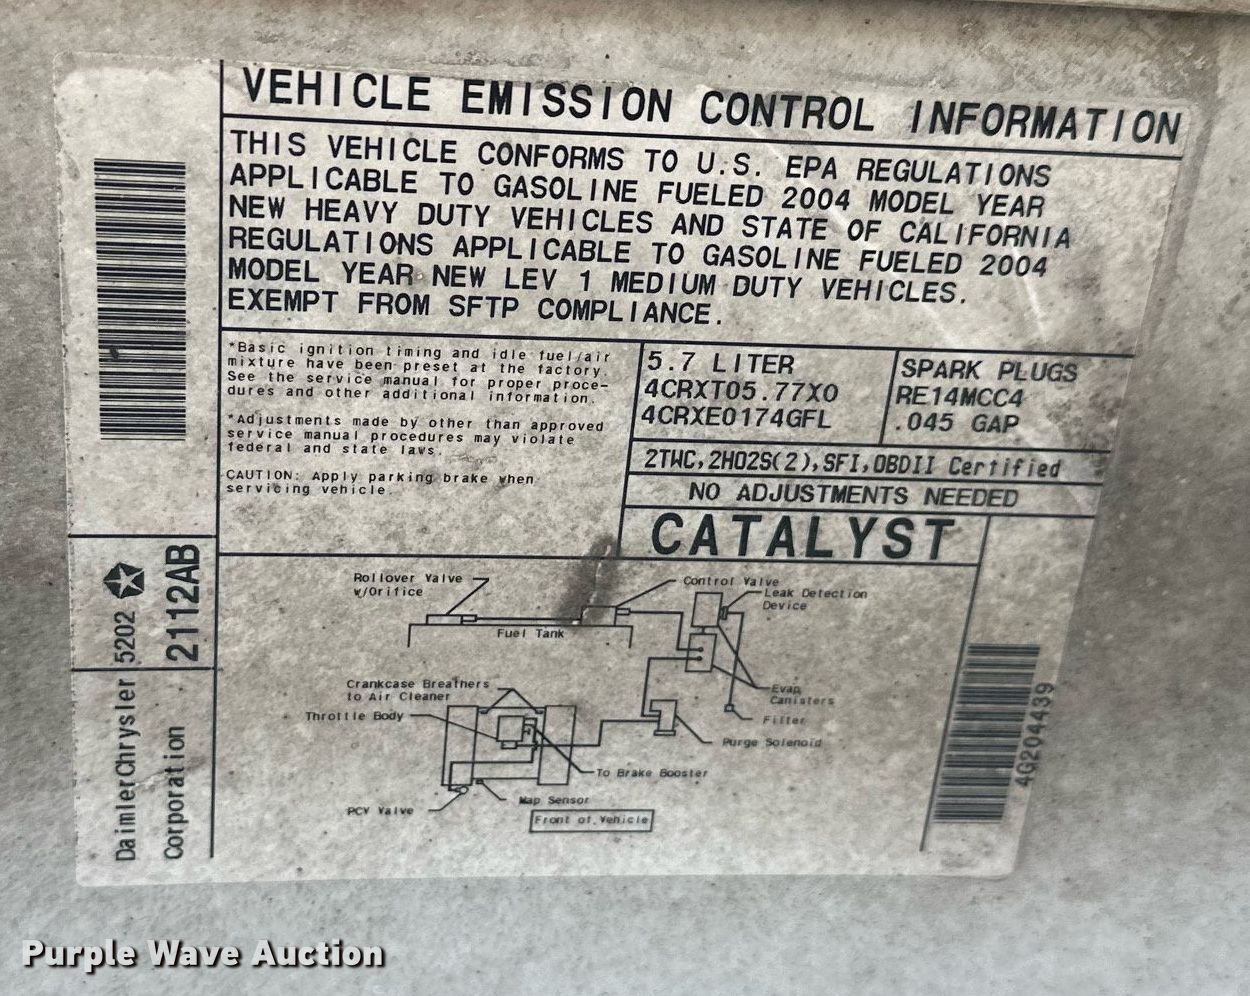 VEHICLE EMISSION CONTROL INFORMATION
THIS VEHICLE CONFORMS TO U.S. EPA REGULATIONS
APPLICABLE TO GASOLINE FUELED 2004 MODEL YEAR
NEW HEAVY DUTY VEHICLES AND STATE OF CALIFORNIA
REGULATIONS APPLICABLE TO GASOLINE FUELED 2004
MODEL YEAR NEW LEV 1 MEDIUM DUTY VEHICLES.
EXEMPT FROM SFTP COMPLIANCE.
*Basic ignition timing and idle fuel/air
mixture have been preset at the factory.
See the service manual for proper proce-
dures and other additional information.
*Adjustments made by other than approved
service manual procedures may violate
federal and state laws.
CAUTION: Apply parking brake when
servicing vehicle.
5.7 LITER
4CRXT05.77X0
4CRXE0174GFL
SPARK PLUGS
RE14MCC4
.045 GAP
2TWC,2HO2S(2),SFI,OBDII Certified
NO ADJUSTMENTS NEEDED
CATALYST
Rollover Valve
w/Orifice
Fuel Tank
Control Valve
Leak Detection
Device
Crankcase Breathers
to Air Cleaner
Throttle Body
Evap
Canisters
Filter
Purge Solenoid
To Brake Booster
Map Sensor
PCV Valve
Front of Vehicle
DaimlerChrysler
Corporation
5202
2112AB
4G204439
Purple Wave Auction